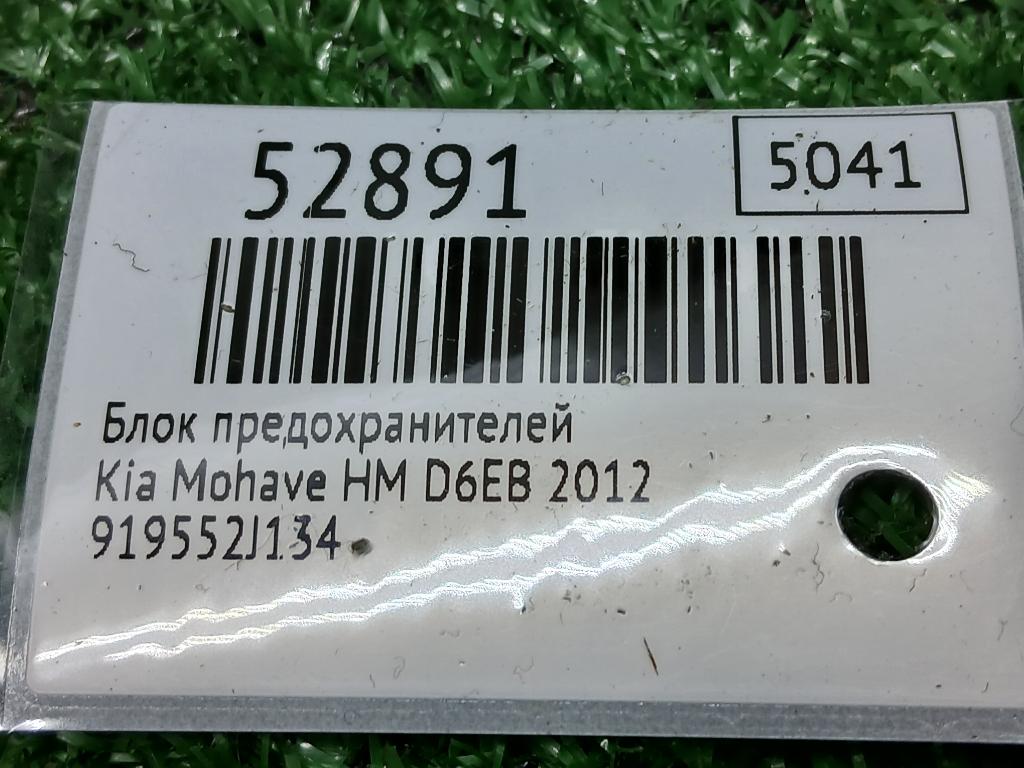 52891
5041
Блок предохранителей
Kia Mohave HM D6EB 2012
919552J134